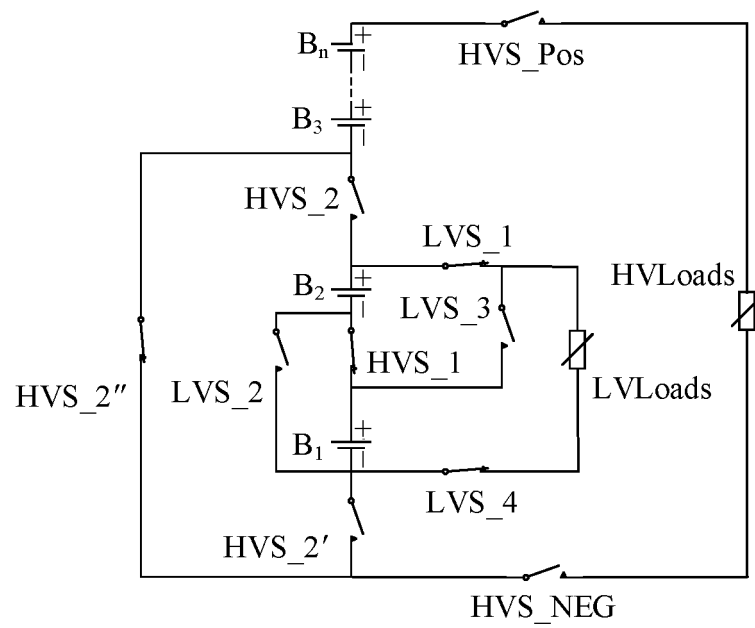 Bn
HVS_Pos
B3
HVS_2
LVS_1
HVLoads
B2
LVS_3
HVS_1
HVS_2″
LVS_2
LVLoads
B1
LVS_4
HVS_2′
HVS_NEG